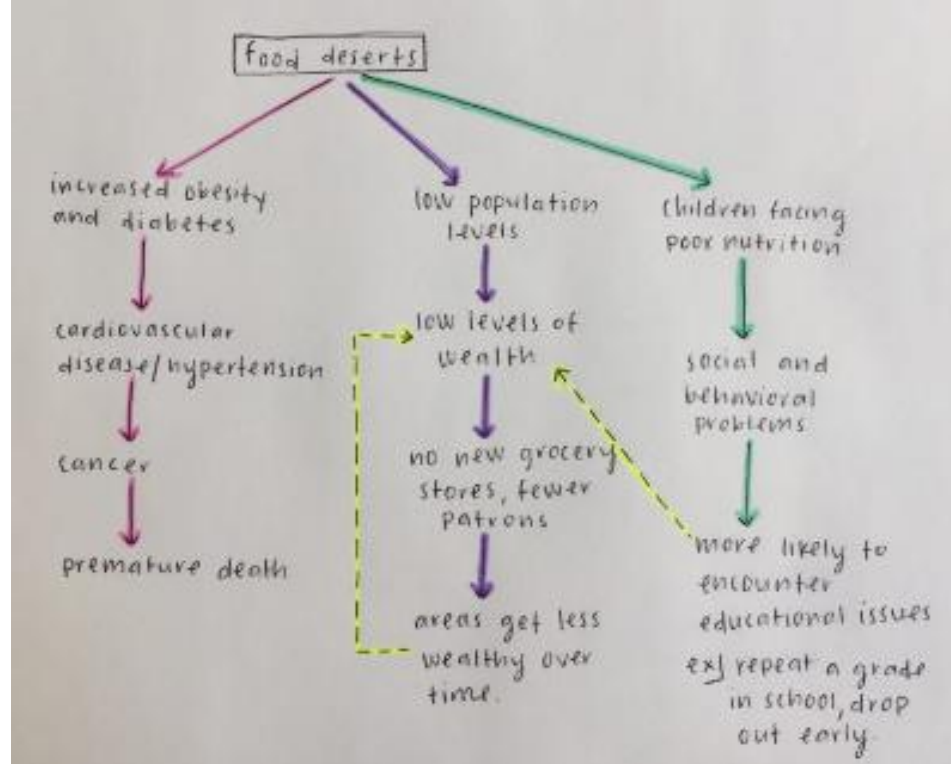 food deserts
increased obesity
and diabetes
cardiovascular
disease/hypertension
cancer
premature death
low population
levels
low levels of
wealth
no new grocery
stores, fewer
patrons
areas get less
wealthy over
time.
children facing
poor nutrition
social and
behavioral
problems
more likely to
encounter
educational issues
ex] repeat a grade
in school, drop
out early.